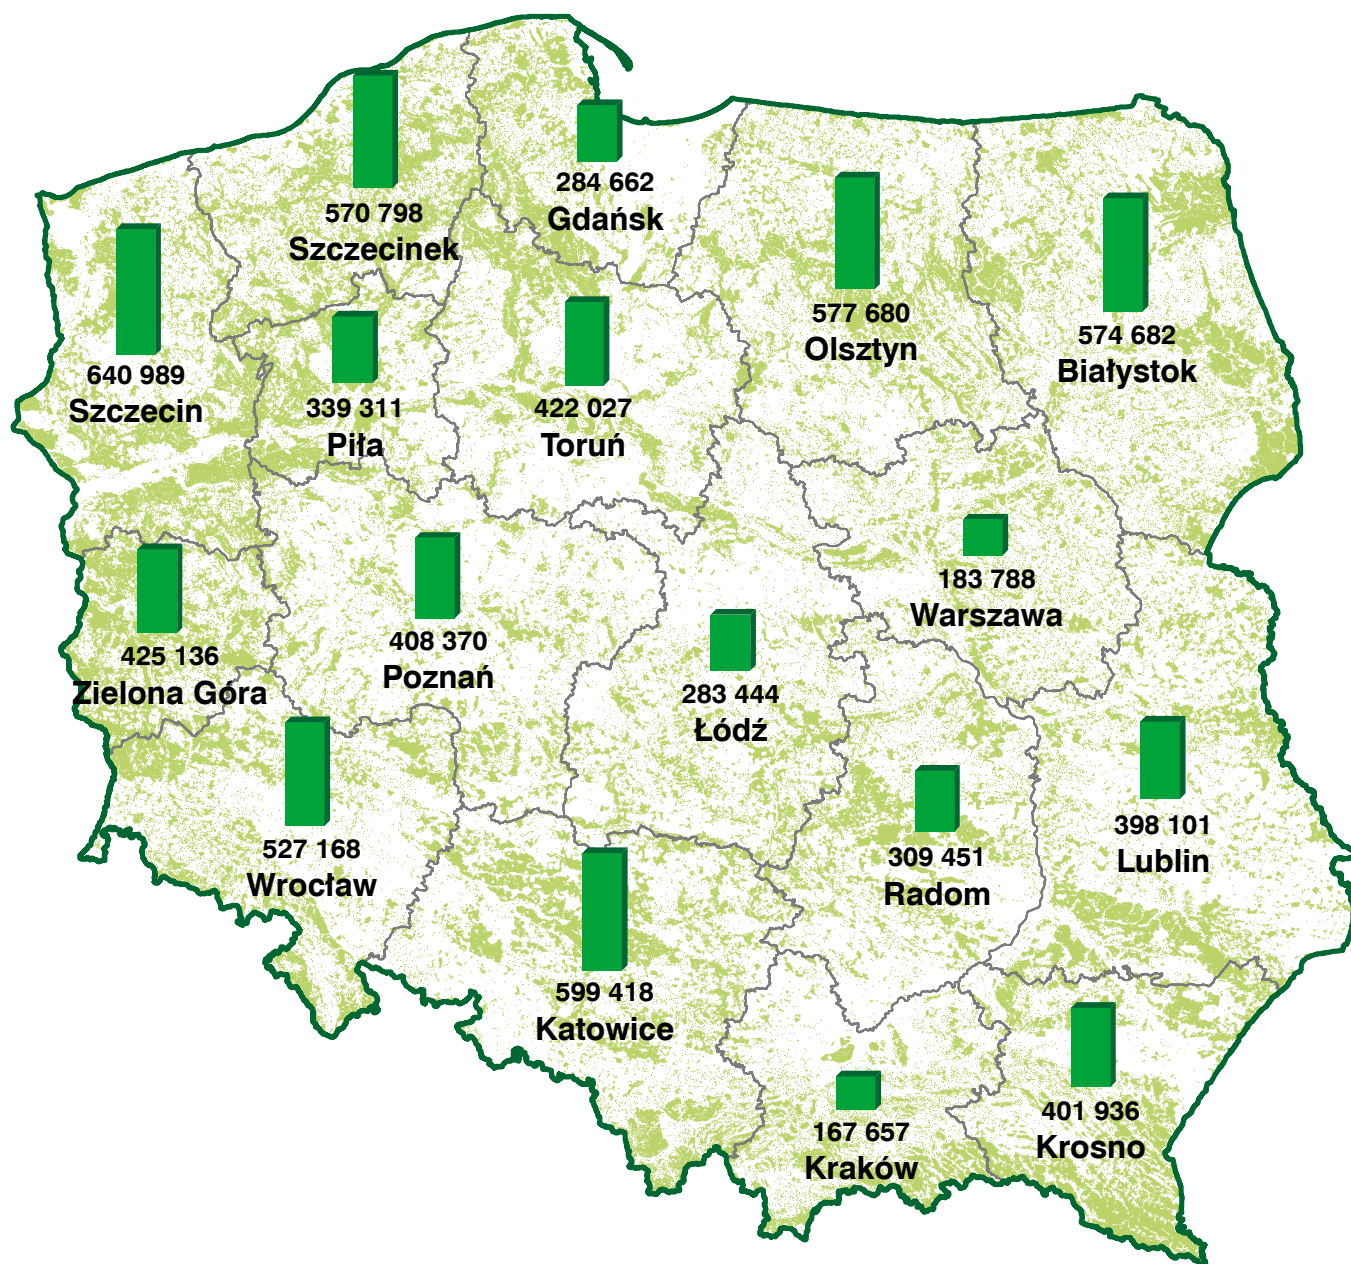 570 798
Szczecinek
284 662
Gdańsk
577 680
Olsztyn
574 682
Białystok
640 989
Szczecin
339 311
Piła
422 027
Toruń
183 788
Warszawa
425 136
Zielona Góra
408 370
Poznań
283 444
Łódź
398 101
Lublin
527 168
Wrocław
309 451
Radom
599 418
Katowice
401 936
Krosno
167 657
Kraków